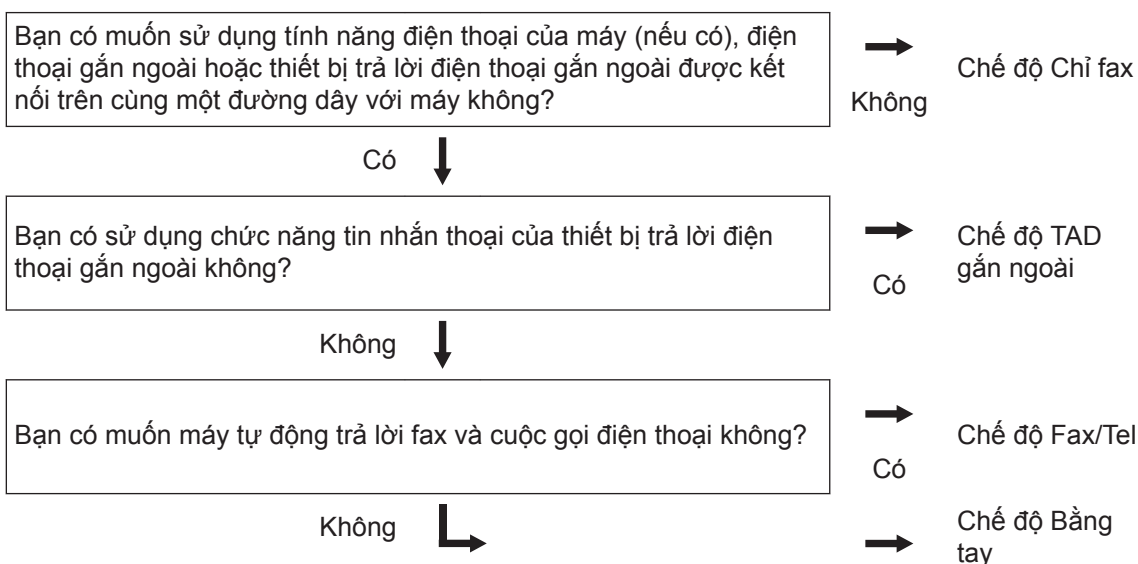 Bạn có muốn sử dụng tính năng điện thoại của máy (nếu có), điện
thoại gắn ngoài hoặc thiết bị trả lời điện thoại gắn ngoài được kết
nối trên cùng một đường dây với máy không?
Không
Chế độ Chỉ fax
Có
Bạn có sử dụng chức năng tin nhắn thoại của thiết bị trả lời điện
thoại gắn ngoài không?
Có
Chế độ TAD
gắn ngoài
Không
Bạn có muốn máy tự động trả lời fax và cuộc gọi điện thoại không?
Có
Chế độ Fax/Tel
Không
Chế độ Bằng
tay